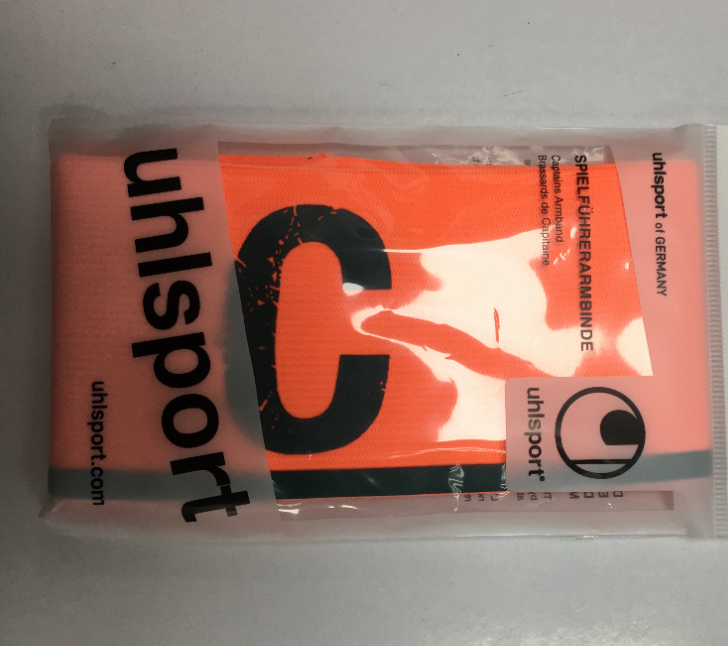 uhlsport of GERMANY
SPIELFÜHRERARMBINDE
Captains Armband
Brassards de Capitaine
uhlsport
C
uhlsport
uhlsport.com